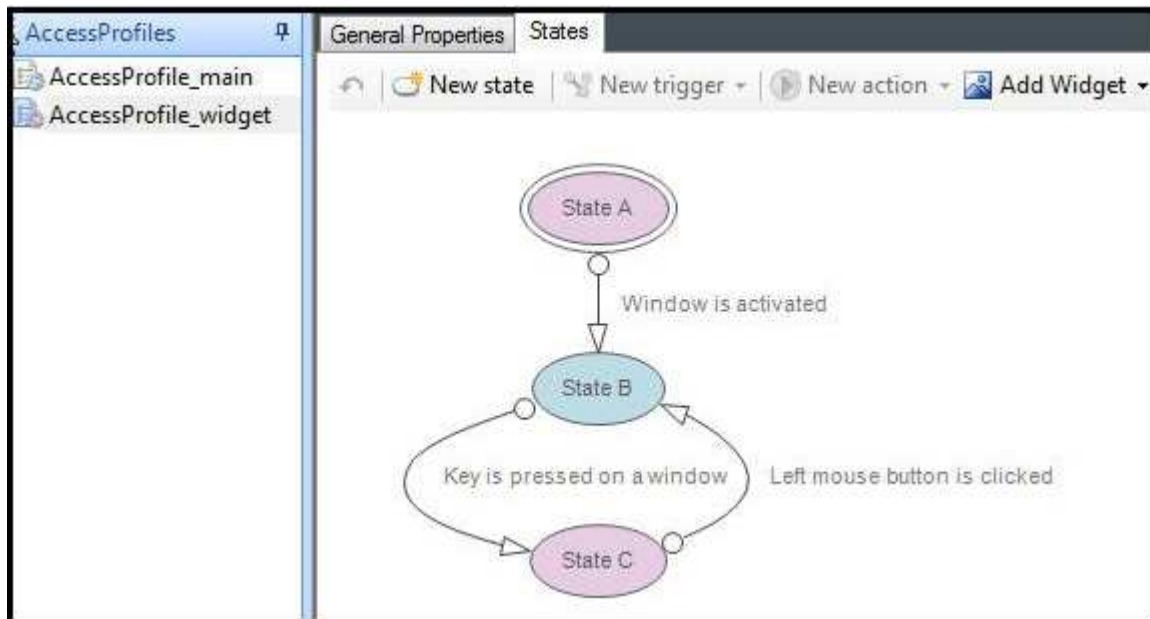 AccessProfiles
AccessProfile_main
AccessProfile_widget
General Properties States
New state New trigger New action Add Widget
State A
Window is activated
State B
Key is pressed on a window Left mouse button is clicked
State C